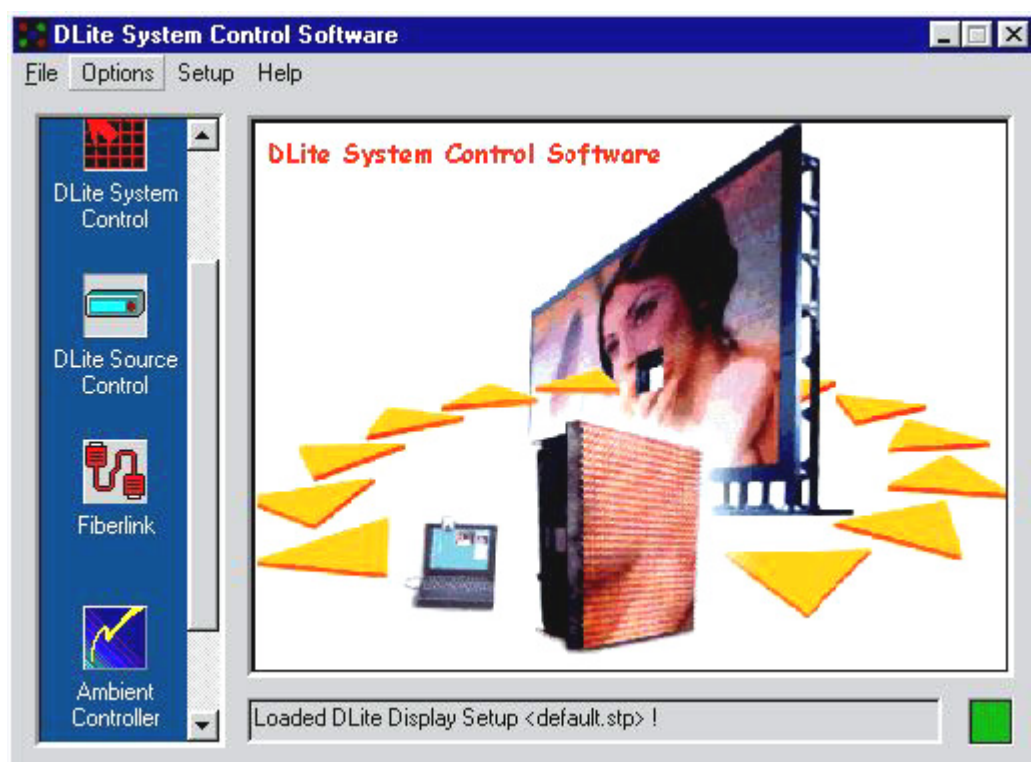 DLite System Control Software
File Options Setup Help
DLite System
Control
DLite Source
Control
Fiberlink
Ambient
Controller
DLite System Control Software
Loaded DLite Display Setup <default.stp> !